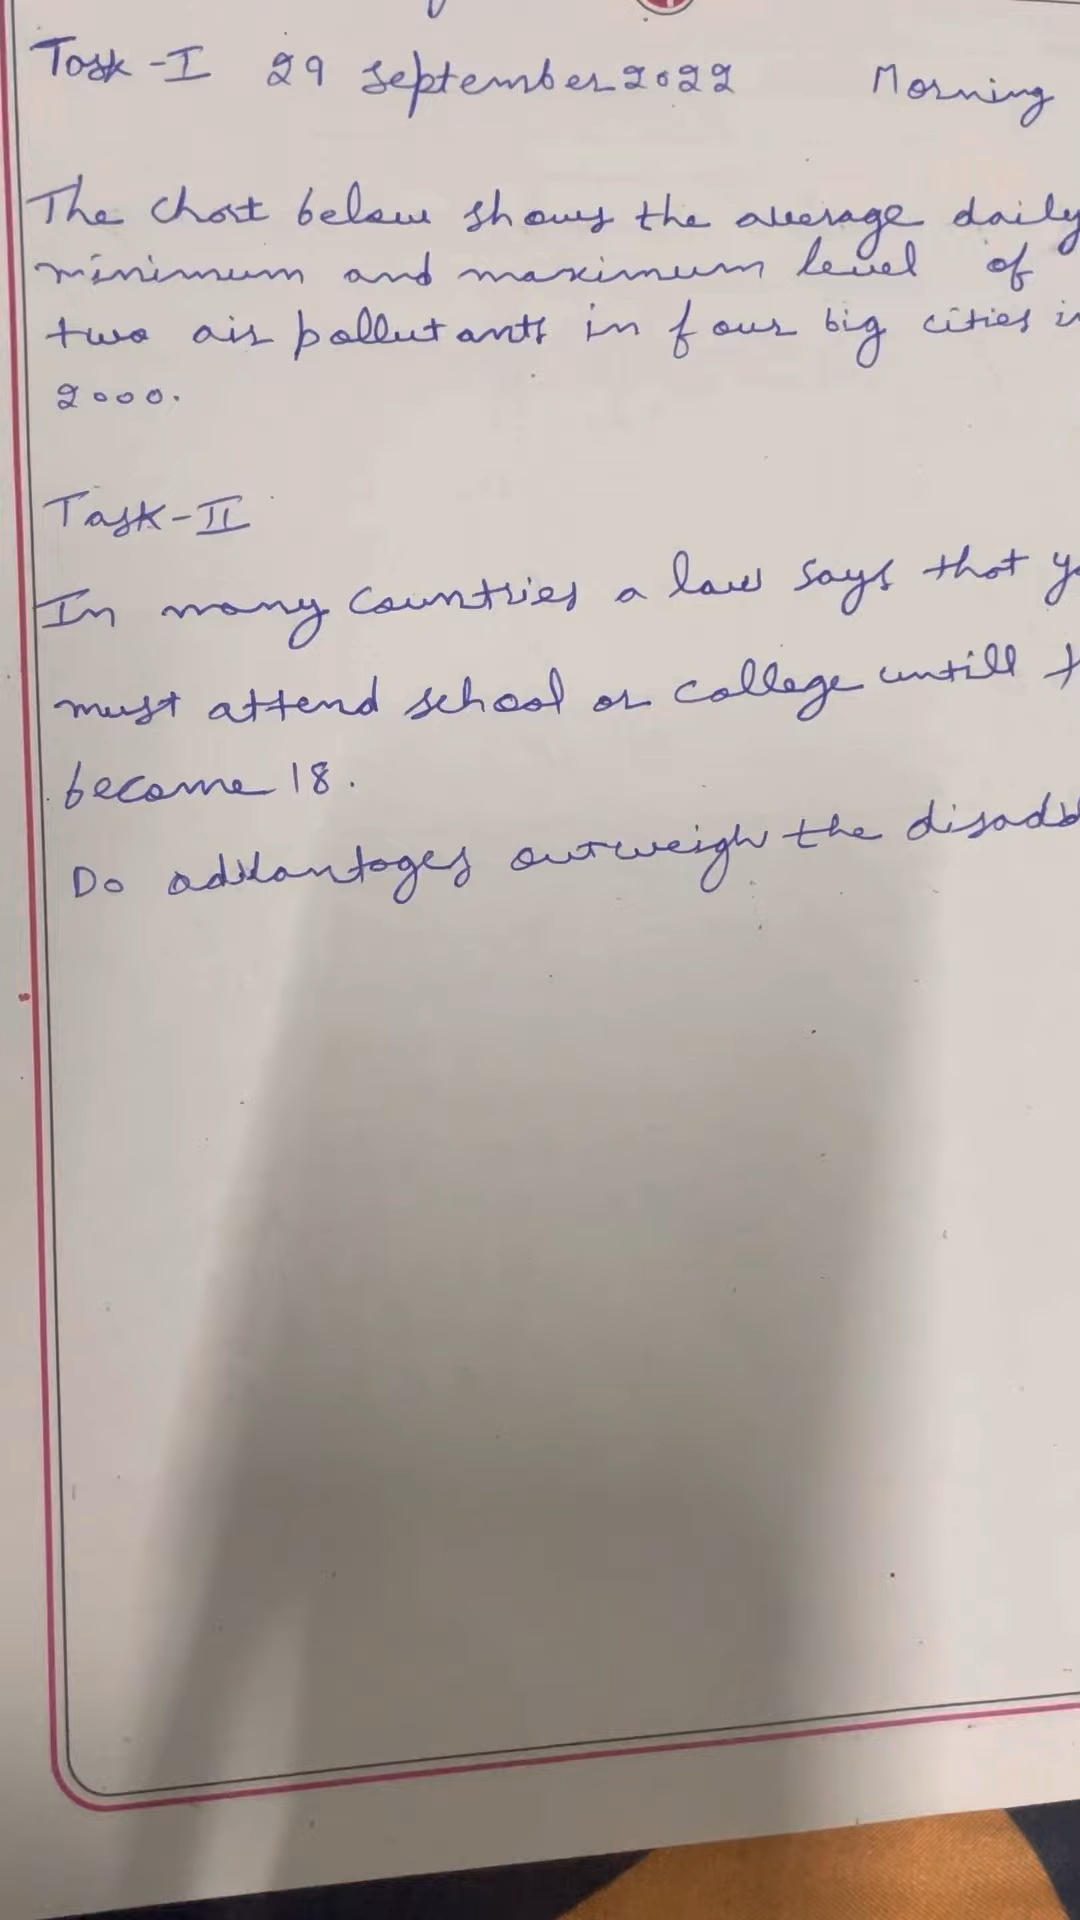 Task-I 29 September 2022 Morning
The chart below shows the average daily
minimum and maximum level of
two air pollutants in four big cities in
2000.
Task-II
In many countries a law says that
must attend school or college untill
become 18.
Do advantages outweigh the